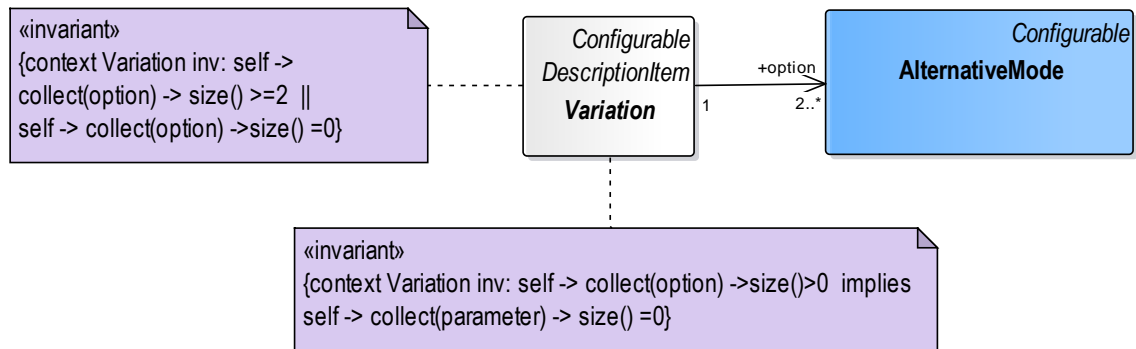 «invariant»
{context Variation inv: self ->
collect(option) -> size() >=2 ||
self -> collect(option) ->size() =0}
Configurable
DescriptionItem
Variation
+option
1
2..*
Configurable
AlternativeMode
«invariant»
{context Variation inv: self -> collect(option) ->size()>0 implies
self -> collect(parameter) -> size() =0}